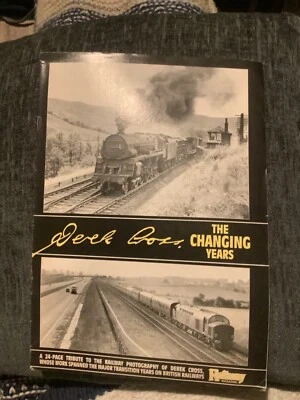 Derek Cross.
THE
CHANGING
YEARS
A 24-PAGE TRIBUTE TO THE RAILWAY PHOTOGRAPHY OF DEREK CROSS,
WHOSE WORK SPANNED THE MAJOR TRANSITION YEARS ON BRITISH RAILWAYS
Railway